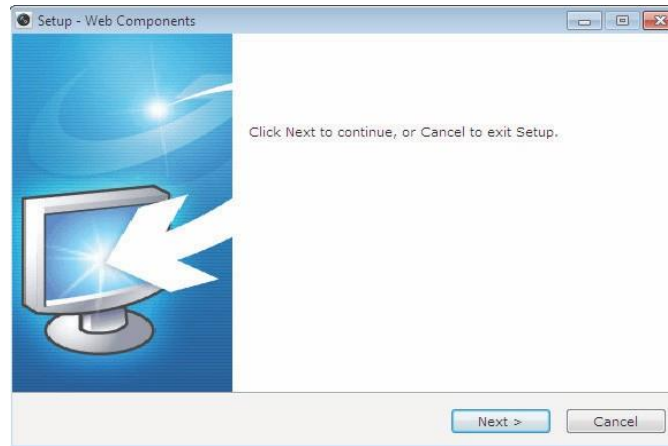 Setup - Web Components
Click Next to continue, or Cancel to exit Setup.
Next >
Cancel